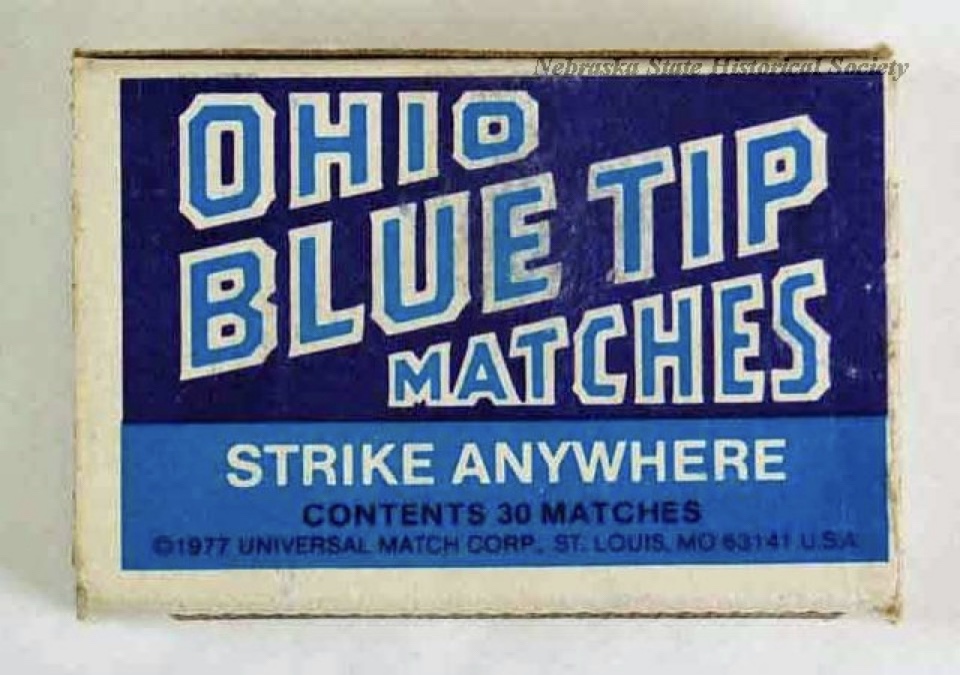 Nebraska State Historical Society
OHIO
BLUE TIP
MATCHES
STRIKE ANYWHERE
CONTENTS 30 MATCHES
©1977 UNIVERSAL MATCH CORP., ST. LOUIS, MO 63141 U.S.A.